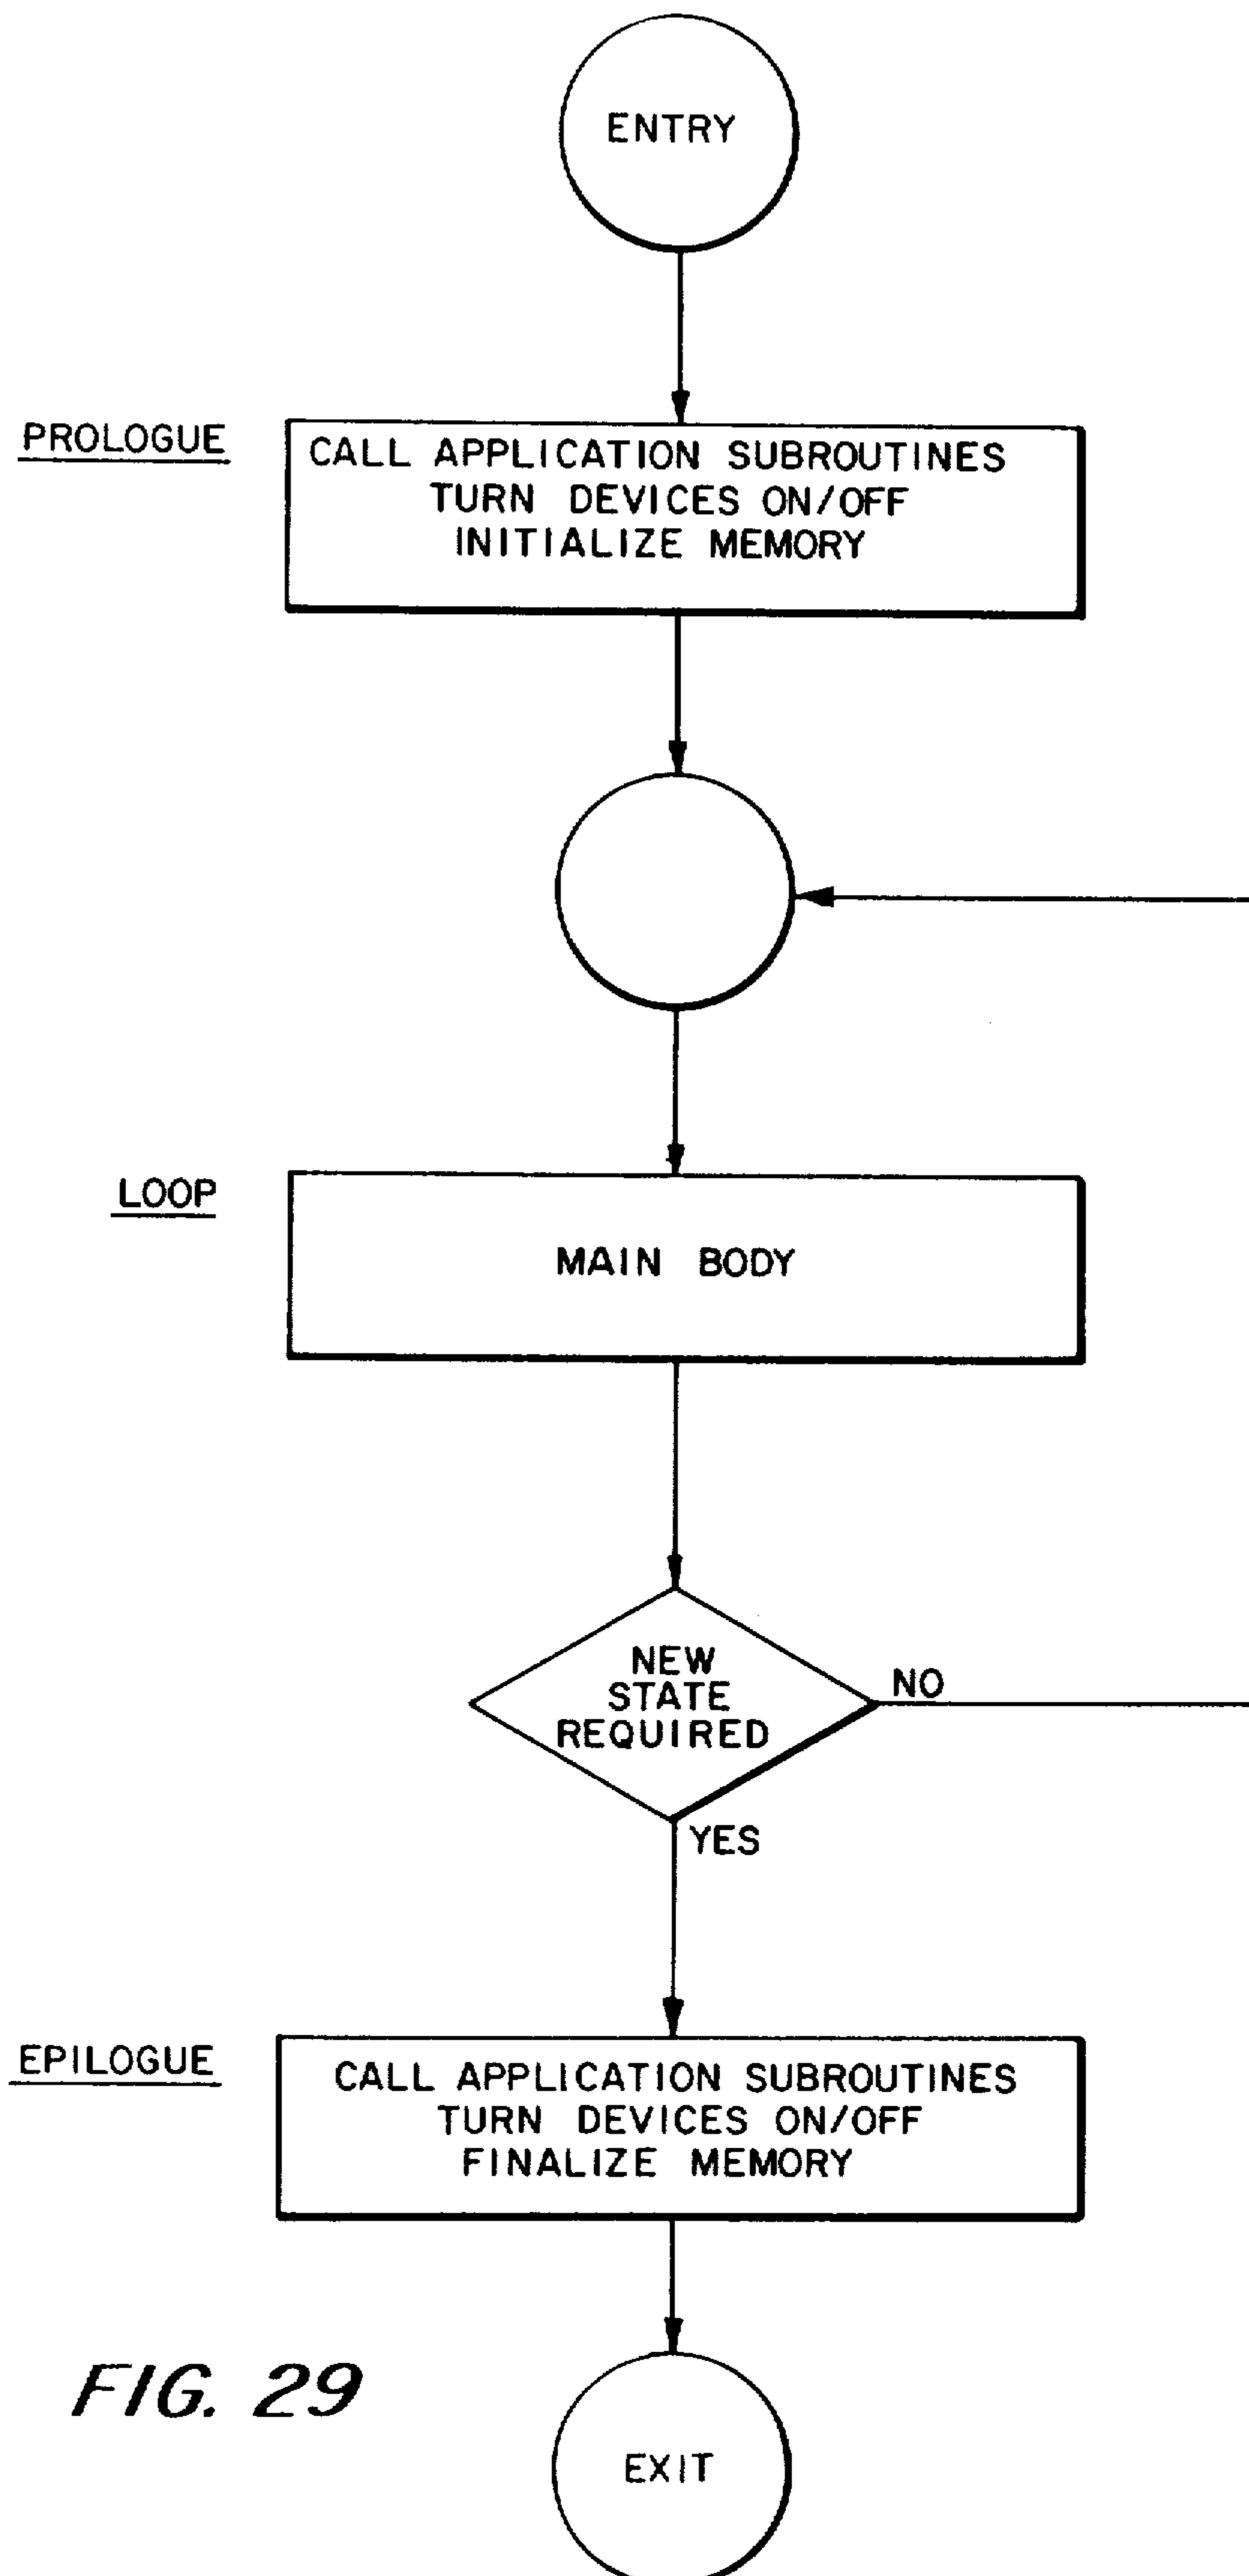 ENTRY
PROLOGUE
CALL APPLICATION SUBROUTINES
TURN DEVICES ON/OFF
INITIALIZE MEMORY
LOOP
MAIN BODY
NEW
STATE
REQUIRED
NO
YES
EPILOGUE
CALL APPLICATION SUBROUTINES
TURN DEVICES ON/OFF
FINALIZE MEMORY
FIG. 29
EXIT